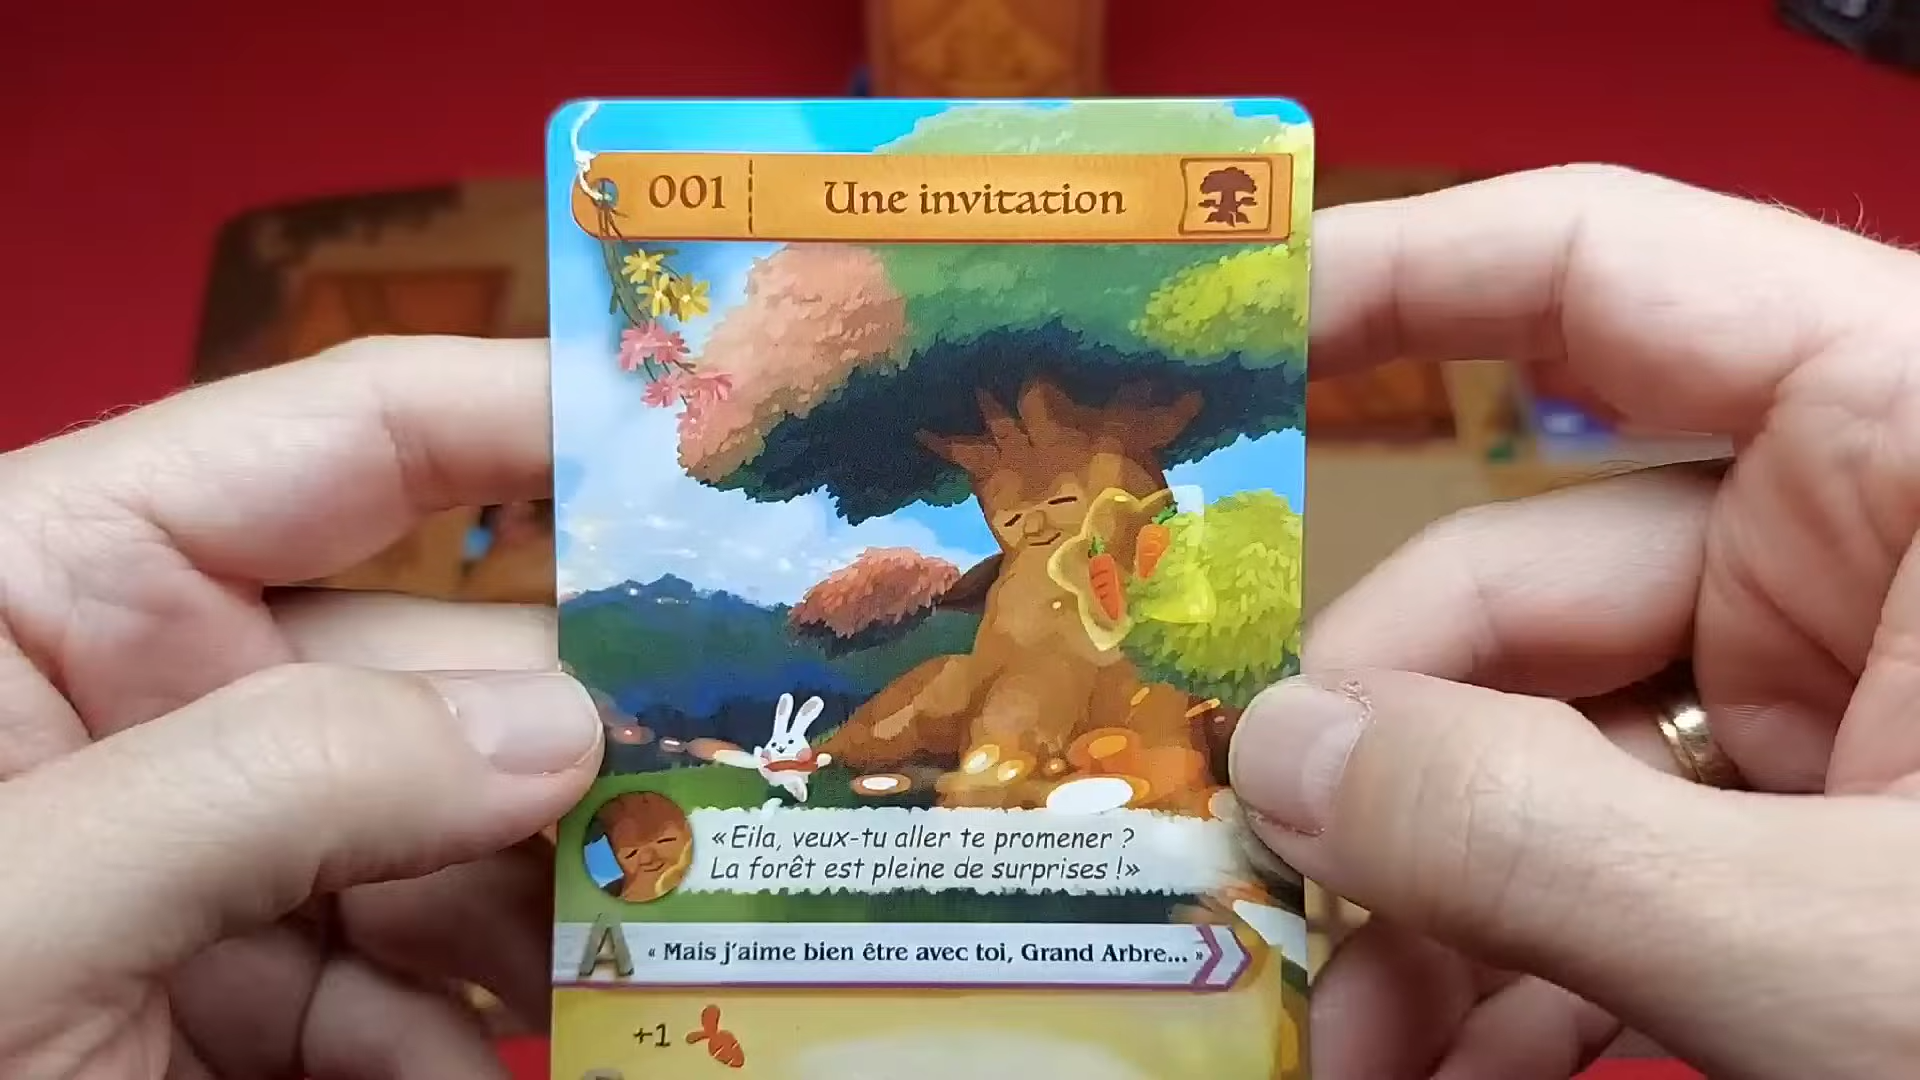 001 Une invitation
«Eila, veux-tu aller te promener ?
La forêt est pleine de surprises !»
A « Mais j'aime bien être avec toi, Grand Arbre... »
+1